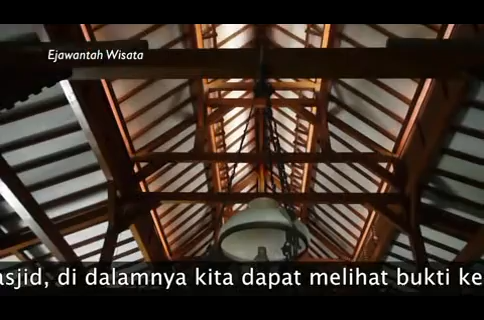 Ejawantah Wisata
asjid, di dalamnya kita dapat melihat bukti ke